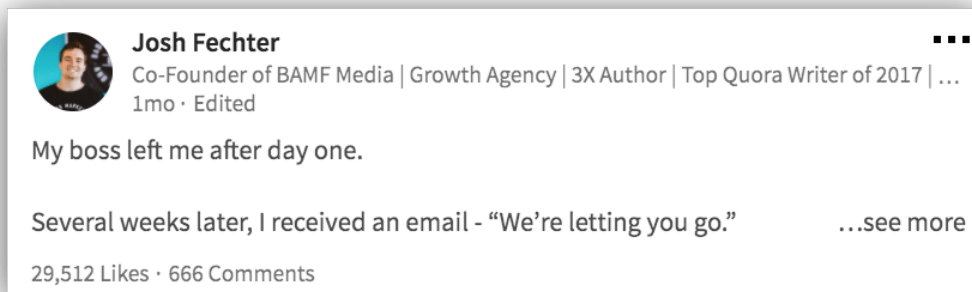 Josh Fechter
Co-Founder of BAMF Media | Growth Agency | 3X Author | Top Quora Writer of 2017 | ...
1mo · Edited
My boss left me after day one.
Several weeks later, I received an email - “We’re letting you go.” ...see more
29,512 Likes · 666 Comments